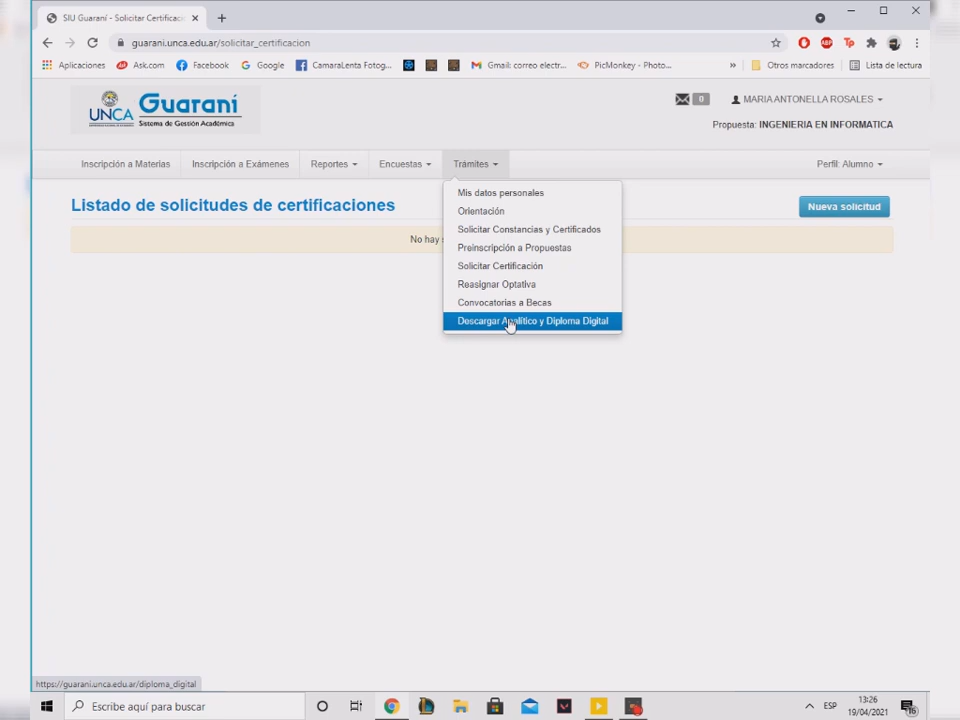 SIU Guaraní - Solicitar Certificac
guarani.unca.edu.ar/solicitar_certificacion
Aplicaciones Ask.com Facebook Google CamaraLenta Fotog... Gmail: correo electr... PicMonkey - Photo... » Otros marcadores Lista de lectura
UNCA Guaraní
Sistema de Gestión Académica
0 MARIA ANTONELLA ROSALES
Propuesta: INGENIERIA EN INFORMATICA
Inscripción a Materias Inscripción a Exámenes Reportes Encuestas Trámites Perfil: Alumno
Mis datos personales
Orientación
Solicitar Constancias y Certificados
Preinscripción a Propuestas
Solicitar Certificación
Reasignar Optativa
Convocatorias a Becas
Descargar Analítico y Diploma Digital
Listado de solicitudes de certificaciones
Nueva solicitud
No hay
https://guarani.unca.edu.ar/diploma_digital
Escribe aquí para buscar
ESP
13:26
19/04/2021